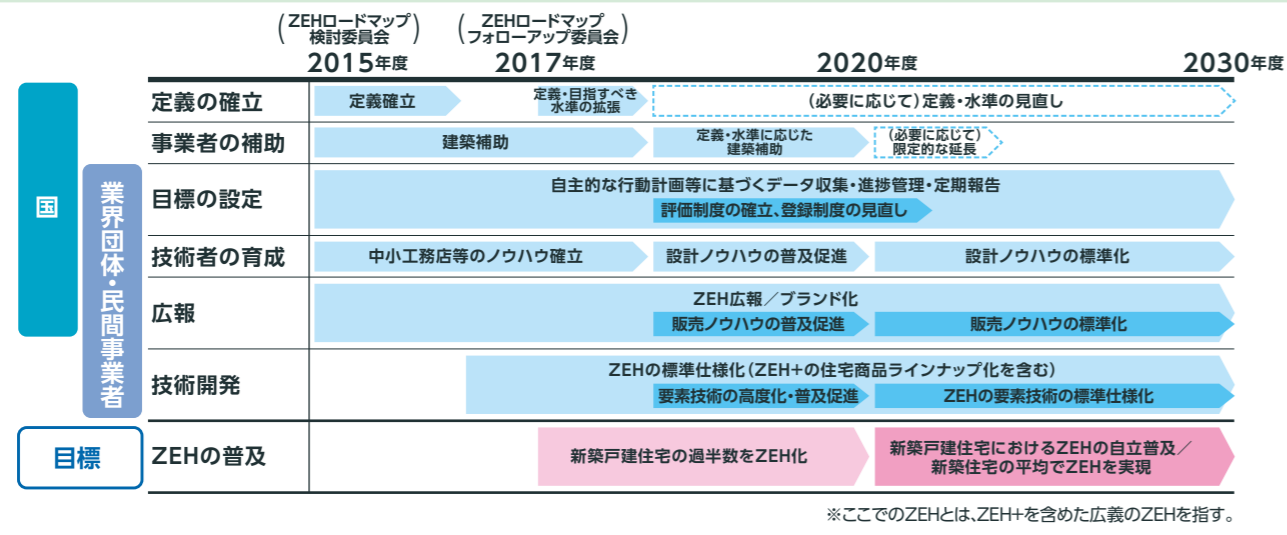 (ZEHロードマップ
検討委員会)
(ZEHロードマップ
フォローアップ委員会)
2015年度
2017年度
2020年度
2030年度
国
業界団体・民間事業者
定義の確立
定義確立
定義・目指すべき
水準の拡張
(必要に応じて)定義・水準の見直し
事業者の補助
建築補助
定義・水準に応じた
建築補助
(必要に応じて)
限定的な延長
目標の設定
自主的な行動計画等に基づくデータ収集・進捗管理・定期報告
評価制度の確立、登録制度の見直し
技術者の育成
中小工務店等のノウハウ確立
設計ノウハウの普及促進
設計ノウハウの標準化
広報
ZEH広報／ブランド化
販売ノウハウの普及促進
販売ノウハウの標準化
技術開発
ZEHの標準仕様化(ZEH+の住宅商品ラインナップ化を含む)
要素技術の高度化・普及促進
ZEHの要素技術の標準仕様化
目標
ZEHの普及
新築戸建住宅の過半数をZEH化
新築戸建住宅におけるZEHの自立普及／
新築住宅の平均でZEHを実現
※ここでのZEHとは、ZEH+を含めた広義のZEHを指す。